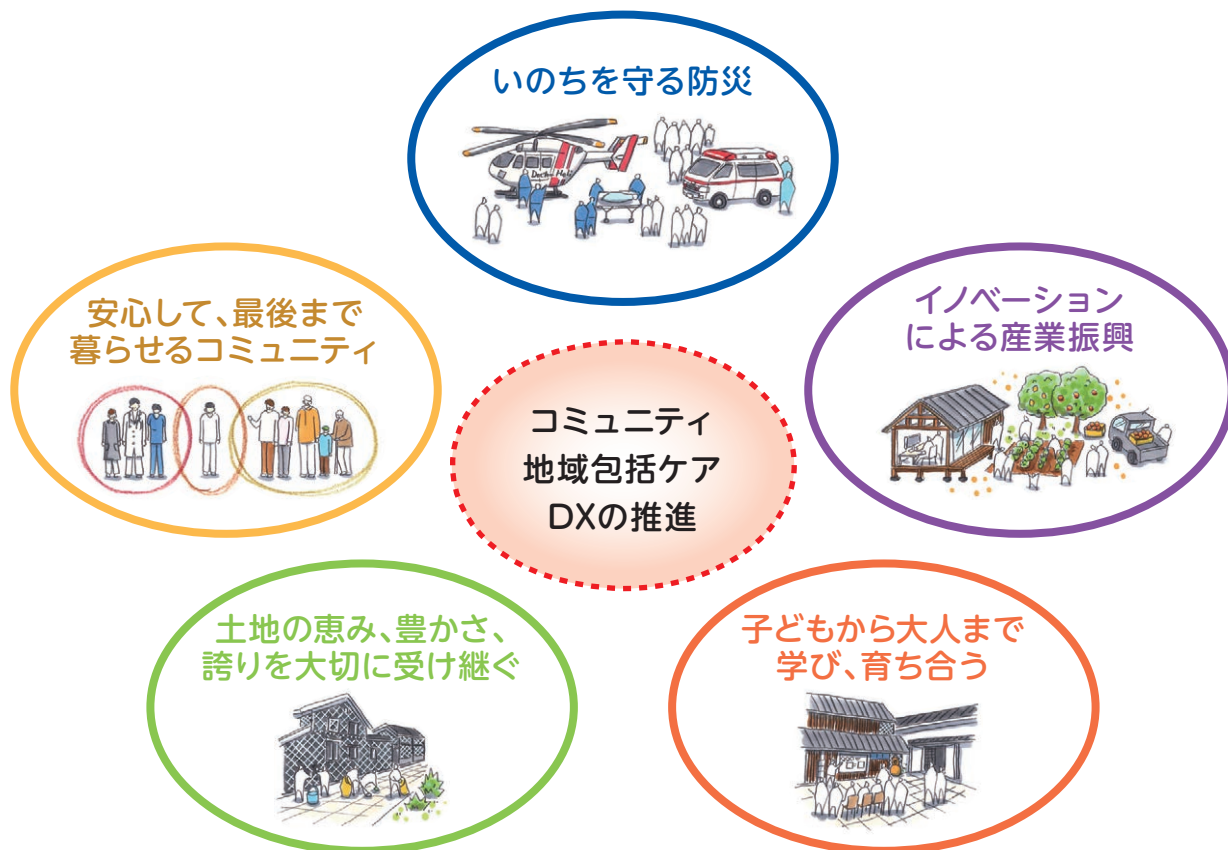 いのちを守る防災
Doctor Heli
安心して、最後まで
暮らせるコミュニティ
イノベーション
による産業振興
コミュニティ
地域包括ケア
DXの推進
土地の恵み、豊かさ、
誇りを大切に受け継ぐ
子どもから大人まで
学び、育ち合う